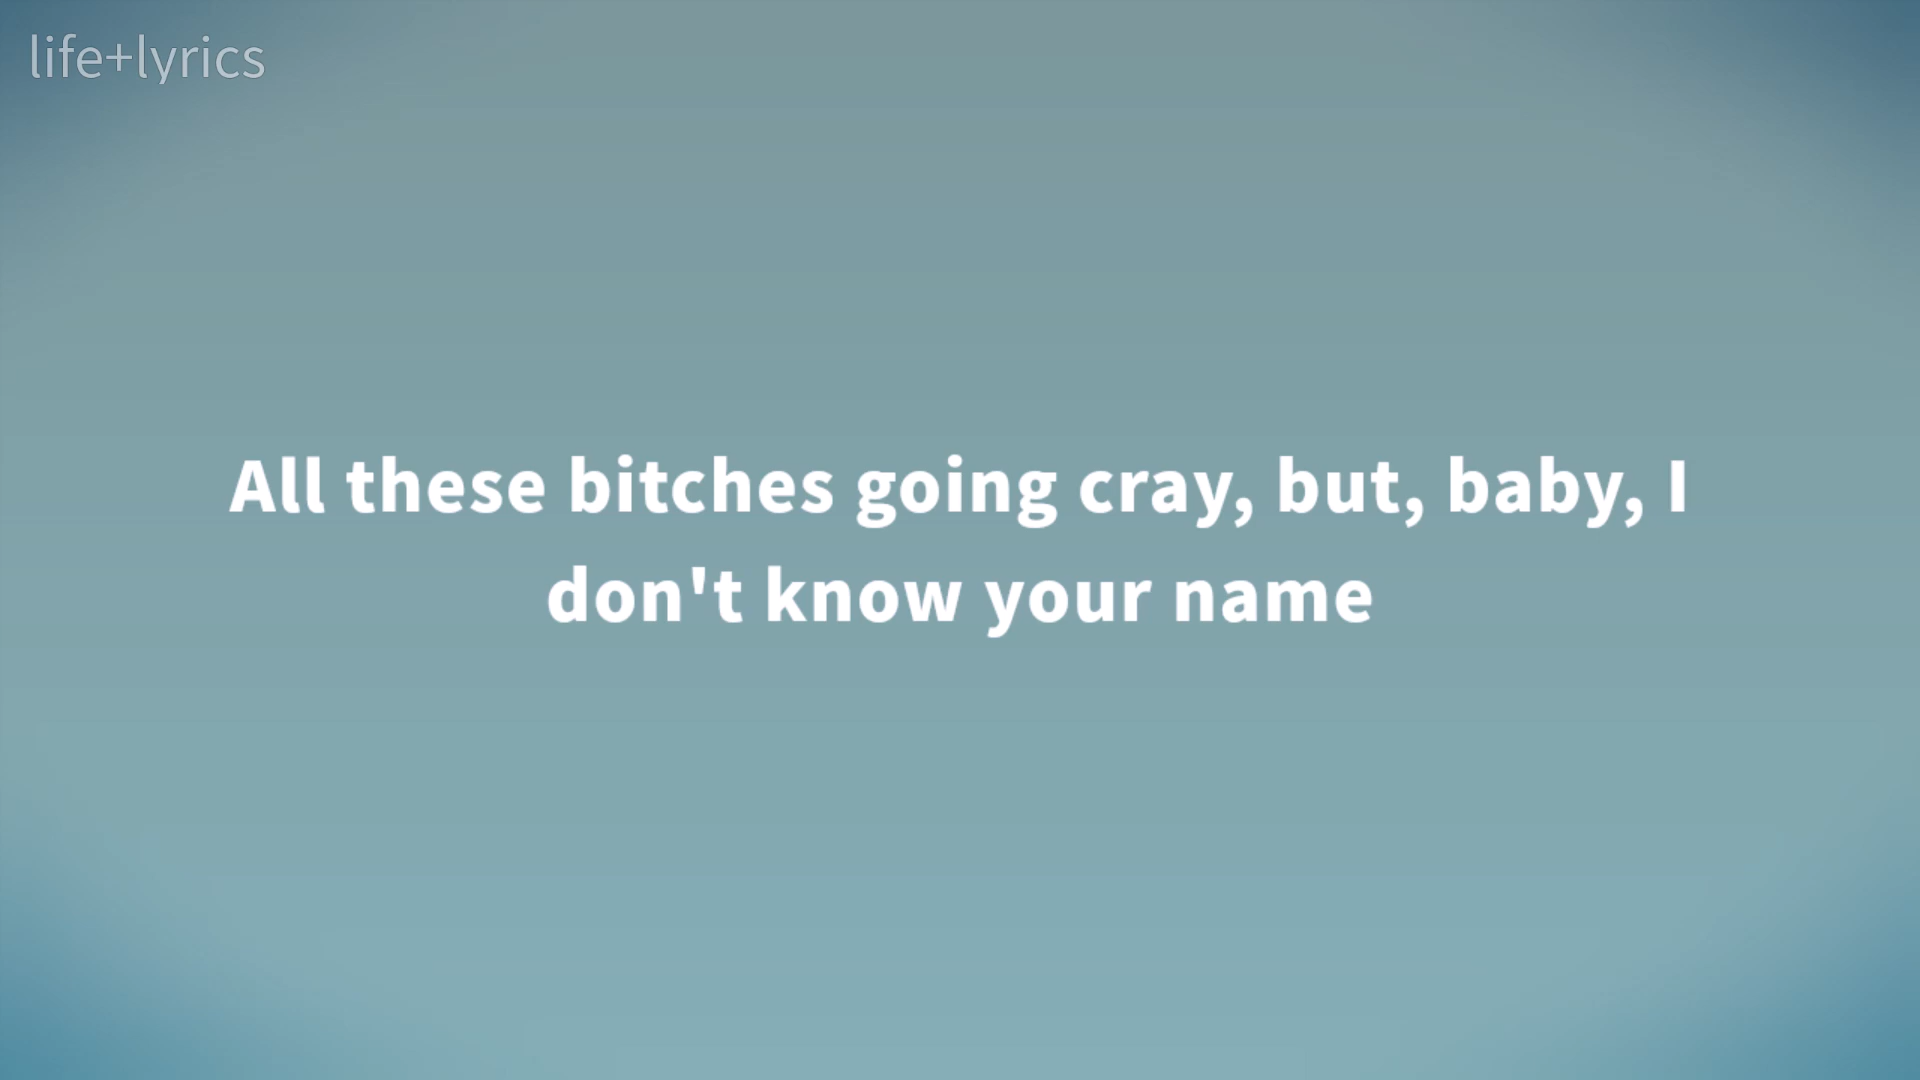 life+lyrics
All these bitches going cray, but, baby, I
don't know your name